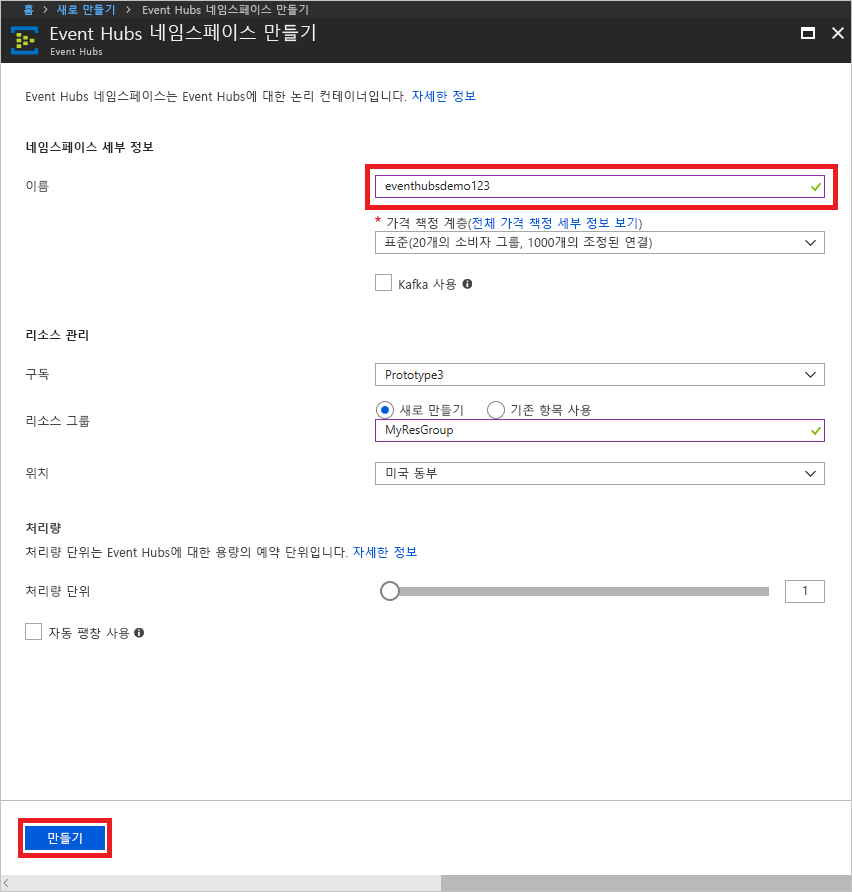 홈 > 새로 만들기 > Event Hubs 네임스페이스 만들기
Event Hubs 네임스페이스 만들기
Event Hubs
Event Hubs 네임스페이스는 Event Hubs에 대한 논리 컨테이너입니다. 자세한 정보
네임스페이스 세부 정보
이름
eventhubsdemo123
* 가격 책정 계층(전체 가격 책정 세부 정보 보기)
표준(20개의 소비자 그룹, 1000개의 조정된 연결)
Kafka 사용
리소스 관리
구독
Prototype3
새로 만들기 기존 항목 사용
리소스 그룹
MyResGroup
위치
미국 동부
처리량
처리량 단위는 Event Hubs에 대한 용량의 예약 단위입니다. 자세한 정보
처리량 단위
1
자동 팽창 사용
만들기